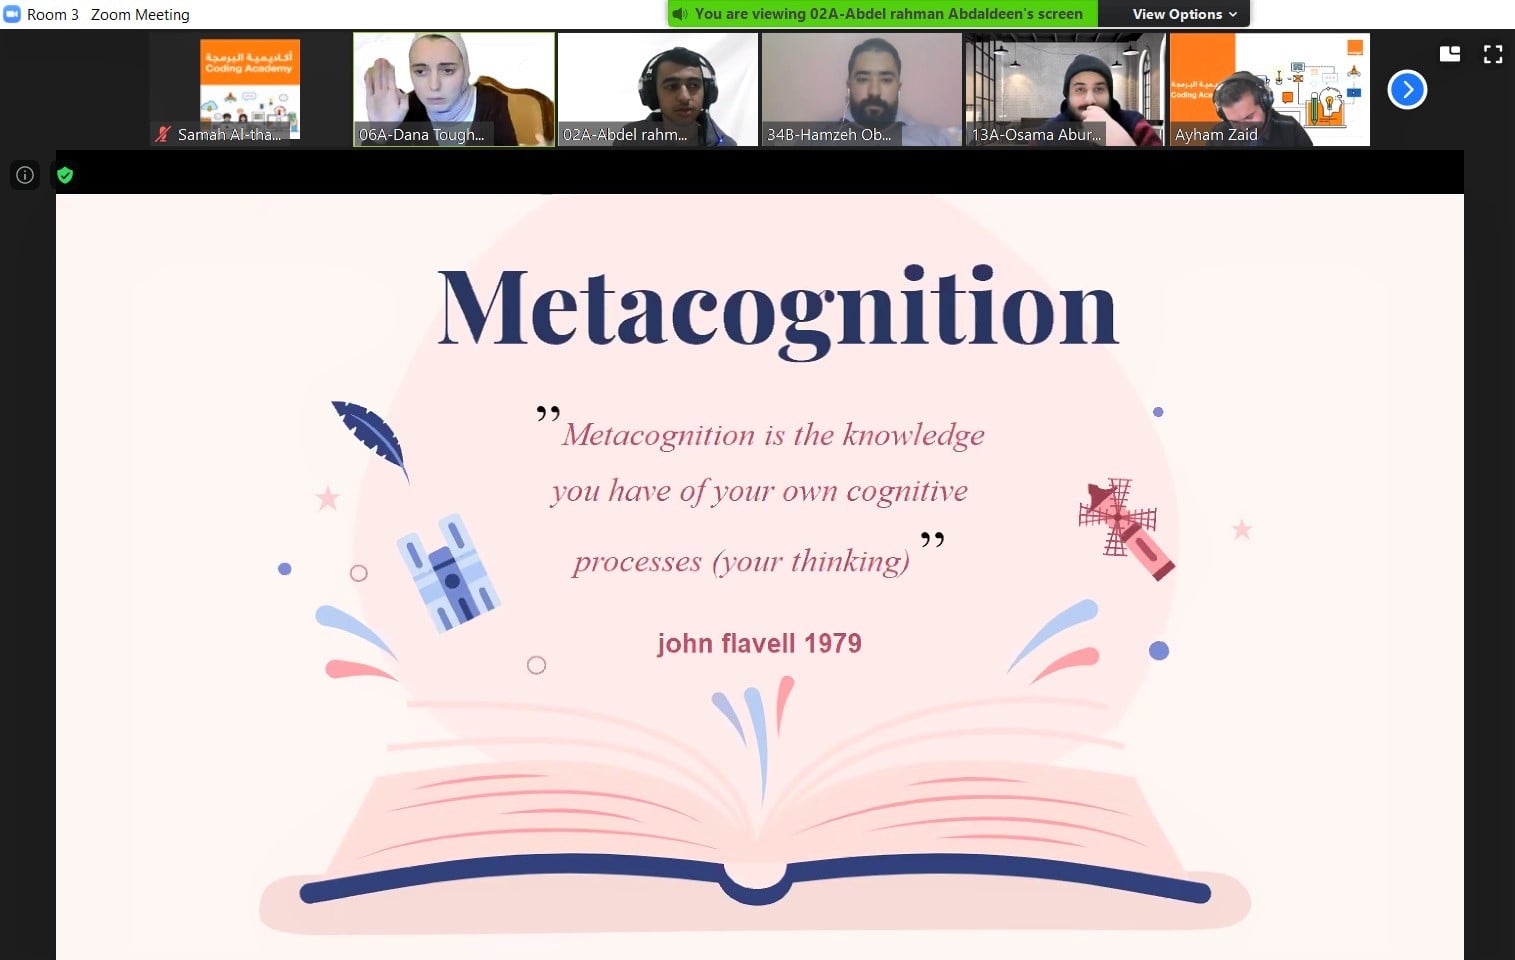 Room 3 Zoom Meeting
You are viewing 02A-Abdel rahman Abdaldeen's screen
View Options
أكاديمية البرمجة
Coding Academy
Samah Al-tha...
06A-Dana Tough...
02A-Abdel rahm...
34B-Hamzeh Ob...
13A-Osama Abur...
Ayham Zaid
Metacognition
”Metacognition is the knowledge
you have of your own cognitive
processes (your thinking)”
john flavell 1979